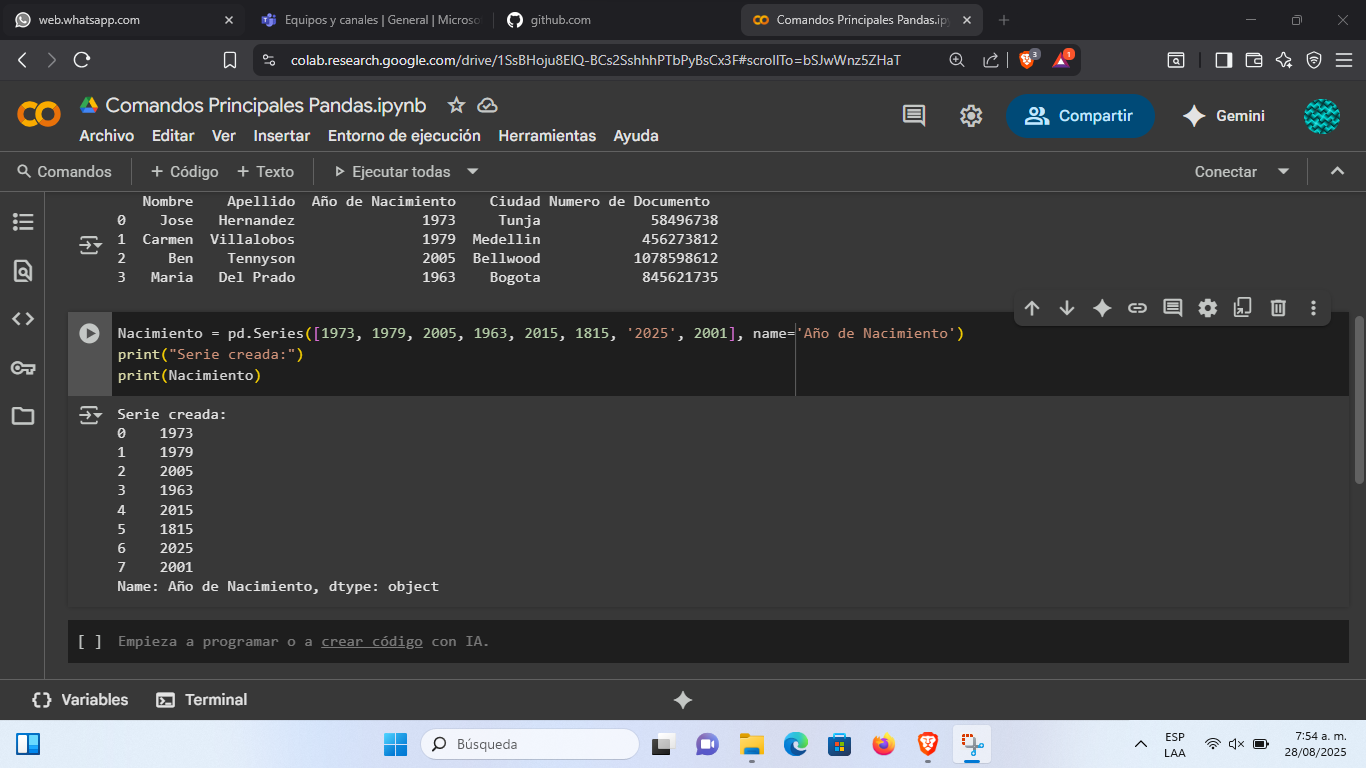 web.whatsapp.com
Equipos y canales | General | Microso
github.com
Comandos Principales Pandas.ip
colab.research.google.com/drive/1SsBHoju8ElQ-BCs2SshhhPTbPyBsCx3F#scrollTo=bSJwWnz5ZHaT
3
1
Comandos Principales Pandas.ipynb
Archivo Editar Ver Insertar Entorno de ejecución Herramientas Ayuda
Compartir
Gemini
Comandos + Código + Texto Ejecutar todas
Conectar
Nombre Apellido Año de Nacimiento Ciudad Numero de Documento
0 Jose Hernandez 1973 Tunja 58496738
1 Carmen Villalobos 1979 Medellin 456273812
2 Ben Tennyson 2005 Bellwood 1078598612
3 Maria Del Prado 1963 Bogota 845621735
Nacimiento = pd.Series([1973, 1979, 2005, 1963, 2015, 1815, '2025', 2001], name='Año de Nacimiento')
print("Serie creada:")
print(Nacimiento)
Serie creada:
0 1973
1 1979
2 2005
3 1963
4 2015
5 1815
6 2025
7 2001
Name: Año de Nacimiento, dtype: object
[ ] Empieza a programar o a crear código con IA.
Variables
Terminal
Búsqueda
ESP
LAA
7:54 a. m.
28/08/2025